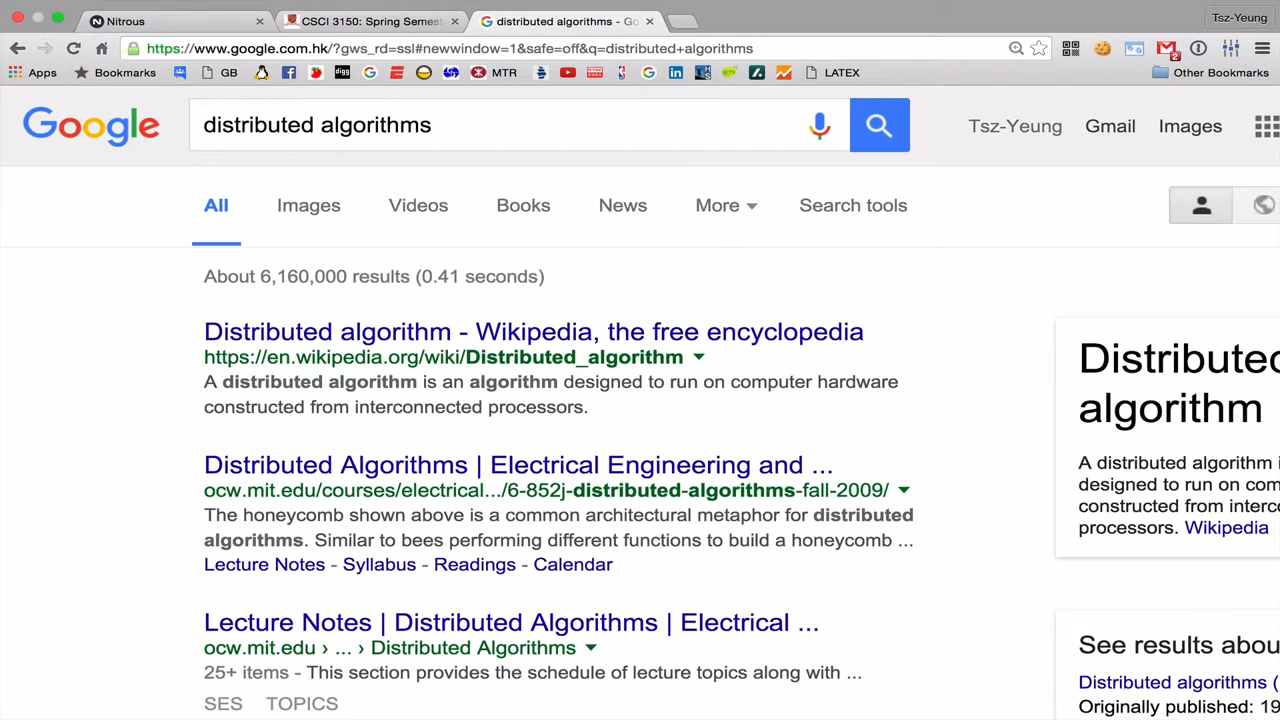 Nitrous
CSCI 3150: Spring Semest
distributed algorithms - Go
Tsz-Yeung
https://www.google.com.hk/?gws_rd=ssl#newwindow=1&safe=off&q=distributed+algorithms
2
Apps
Bookmarks
GB
digg
MTR
LATEX
Other Bookmarks
Google
distributed algorithms
Tsz-Yeung
Gmail
Images
All
Images
Videos
Books
News
More
Search tools
About 6,160,000 results (0.41 seconds)
Distributed algorithm - Wikipedia, the free encyclopedia
https://en.wikipedia.org/wiki/Distributed_algorithm
A distributed algorithm is an algorithm designed to run on computer hardware
constructed from interconnected processors.
Distributed Algorithms | Electrical Engineering and ...
ocw.mit.edu/courses/electrical.../6-852j-distributed-algorithms-fall-2009/
The honeycomb shown above is a common architectural metaphor for distributed
algorithms. Similar to bees performing different functions to build a honeycomb ...
Lecture Notes - Syllabus - Readings - Calendar
Lecture Notes | Distributed Algorithms | Electrical ...
ocw.mit.edu › ... › Distributed Algorithms
25+ items - This section provides the schedule of lecture topics along with ...
SES TOPICS
Distributed
algorithm
A distributed algorithm i
designed to run on com
constructed from interco
processors. Wikipedia
See results abou
Distributed algorithms (
Originally published: 19